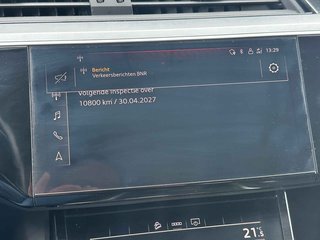 13:29
Bericht
Verkeersberichten BNR
Volgende inspectie over
10800 km / 30.04.2027
21